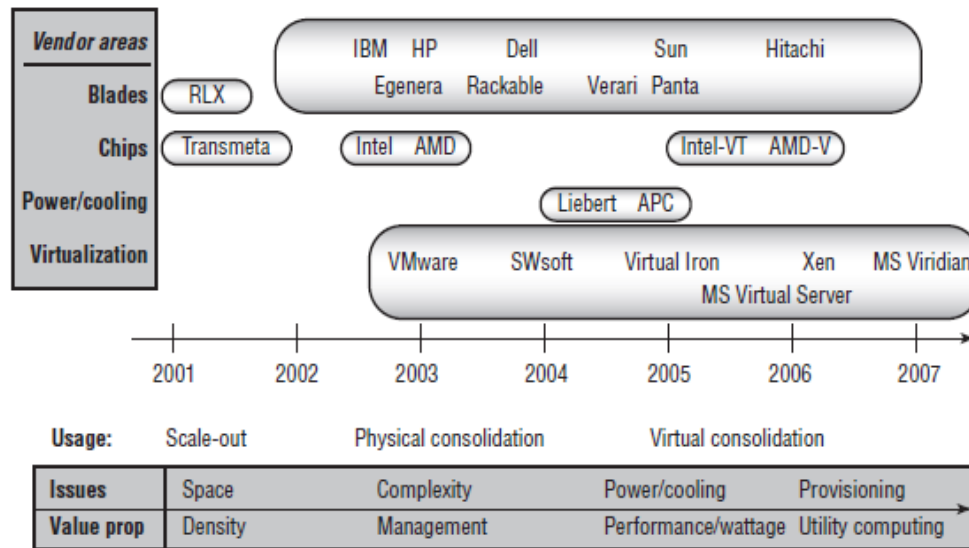 Vendor areas
IBM HP Dell Sun Hitachi
Egenera Rackable Verari Panta
Blades RLX
Chips Transmeta Intel AMD Intel-VT AMD-V
Power/cooling Liebert APC
Virtualization VMware SWsoft Virtual Iron Xen MS Viridian
MS Virtual Server
2001 2002 2003 2004 2005 2006 2007
Usage: Scale-out Physical consolidation Virtual consolidation
Issues Space Complexity Power/cooling Provisioning
Value prop Density Management Performance/wattage Utility computing